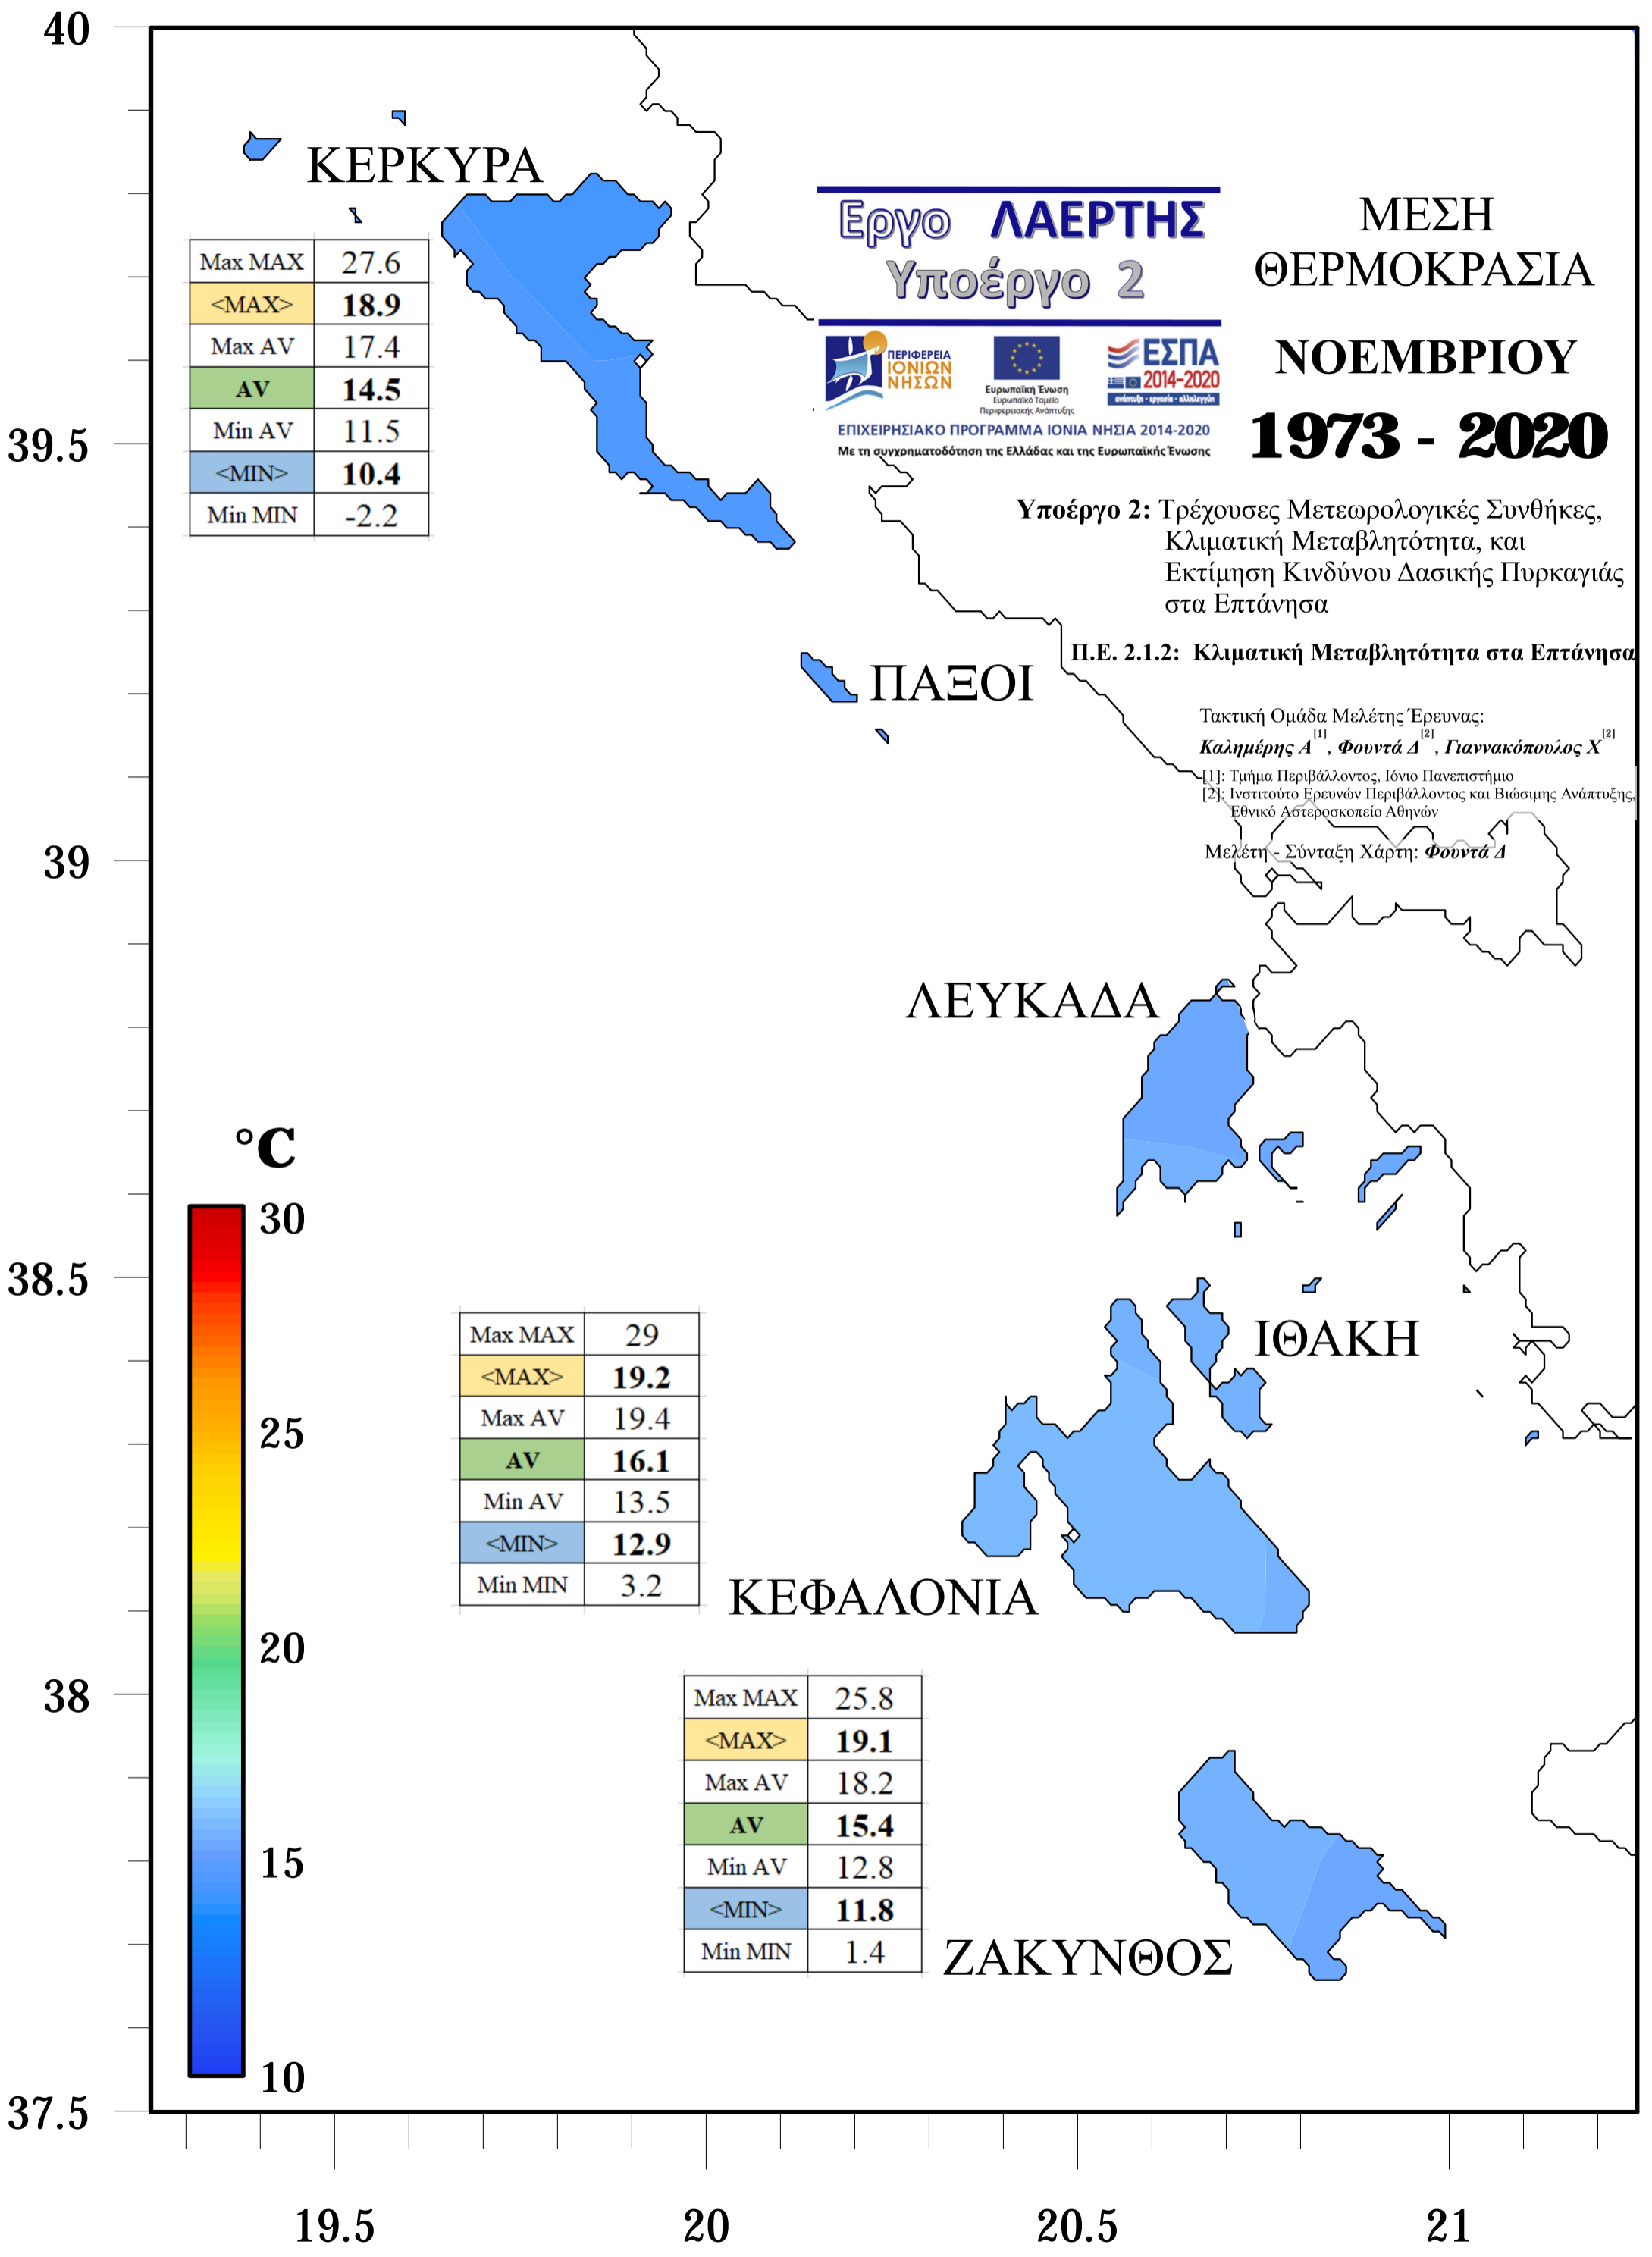 40
39.5
39
38.5
38
37.5
19.5
20
20.5
21
ΚΕΡΚΥΡΑ
Max MAX 27.6
<MAX> 18.9
Max AV 17.4
AV 14.5
Min AV 11.5
<MIN> 10.4
Min MIN -2.2
Εργο ΛΑΕΡΤΗΣ
Υποέργο 2
ΠΕΡΙΦΕΡΕΙΑ
ΙΟΝΙΩΝ
ΝΗΣΩΝ
Ευρωπαϊκή Ένωση
Ευρωπαϊκό Ταμείο
Περιφερειακής Ανάπτυξης
ΕΣΠΑ
2014-2020
ανάπτυξη - εργασία - αλληλεγγύη
ΕΠΙΧΕΙΡΗΣΙΑΚΟ ΠΡΟΓΡΑΜΜΑ ΙΟΝΙΑ ΝΗΣΙΑ 2014-2020
Με τη συγχρηματοδότηση της Ελλάδας και της Ευρωπαϊκής Ένωσης
ΜΕΣΗ
ΘΕΡΜΟΚΡΑΣΙΑ
ΝΟΕΜΒΡΙΟΥ
1973 - 2020
Υποέργο 2: Τρέχουσες Μετεωρολογικές Συνθήκες,
Κλιματική Μεταβλητότητα, και
Εκτίμηση Κινδύνου Δασικής Πυρκαγιάς
στα Επτάνησα
Π.Ε. 2.1.2: Κλιματική Μεταβλητότητα στα Επτάνησα
Τακτική Ομάδα Μελέτης Έρευνας:
Καλημέρης Α[1], Φουντά Δ[2], Γιαννακόπουλος Χ[2]
[1]: Τμήμα Περιβάλλοντος, Ιόνιο Πανεπιστήμιο
[2]: Ινστιτούτο Ερευνών Περιβάλλοντος και Βιώσιμης Ανάπτυξης,
Εθνικό Αστεροσκοπείο Αθηνών
Μελέτη - Σύνταξη Χάρτη: Φουντά Δ
ΠΑΞΟΙ
ΛΕΥΚΑΔΑ
ΙΘΑΚΗ
°C
30
25
20
15
10
Max MAX 29
<MAX> 19.2
Max AV 19.4
AV 16.1
Min AV 13.5
<MIN> 12.9
Min MIN 3.2
ΚΕΦΑΛΟΝΙΑ
Max MAX 25.8
<MAX> 19.1
Max AV 18.2
AV 15.4
Min AV 12.8
<MIN> 11.8
Min MIN 1.4
ΖΑΚΥΝΘΟΣ